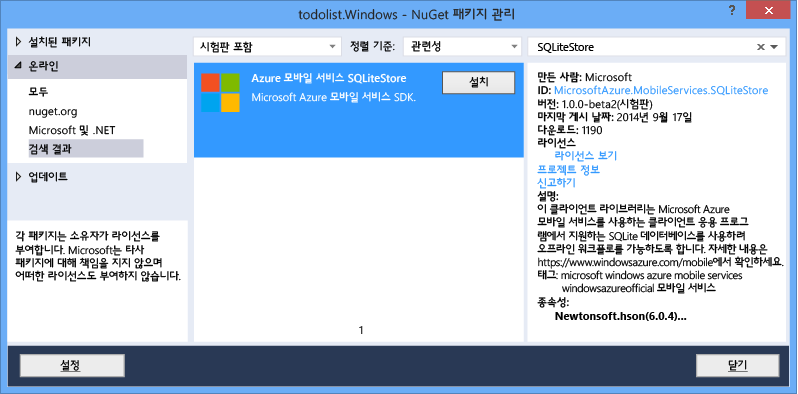 todolist.Windows - NuGet 패키지 관리
설치된 패키지
온라인
모두
nuget.org
Microsoft 및 .NET
검색 결과
업데이트
각 패키지는 소유자가 라이선스를
부여합니다. Microsoft는 타사
패키지에 대해 책임을 지지 않으며
어떠한 라이선스도 부여하지 않습니다.
시험판 포함
정렬 기준:
관련성
Azure 모바일 서비스 SQLiteStore
설치
Microsoft Azure 모바일 서비스 SDK.
1
SQLiteStore
만든 사람: Microsoft
ID: MicrosoftAzure.MobileServices.SQLiteStore
버전: 1.0.0-beta2(시험판)
마지막 게시 날짜: 2014년 9월 17일
다운로드: 1190
라이선스
라이선스 보기
프로젝트 정보
신고하기
설명:
이 클라이언트 라이브러리는 Microsoft Azure
모바일 서비스를 사용하는 클라이언트 응용 프로그
램에서 지원하는 SQLite 데이터베이스를 사용하려
오프라인 워크플로를 가능하도록 합니다. 자세한 내용은
https://www.windowsazure.com/mobile에서 확인하세요.
태그: microsoft windows azure mobile services
windowsazureofficial 모바일 서비스
종속성:
Newtonsoft.hson(6.0.4)...
설정
닫기